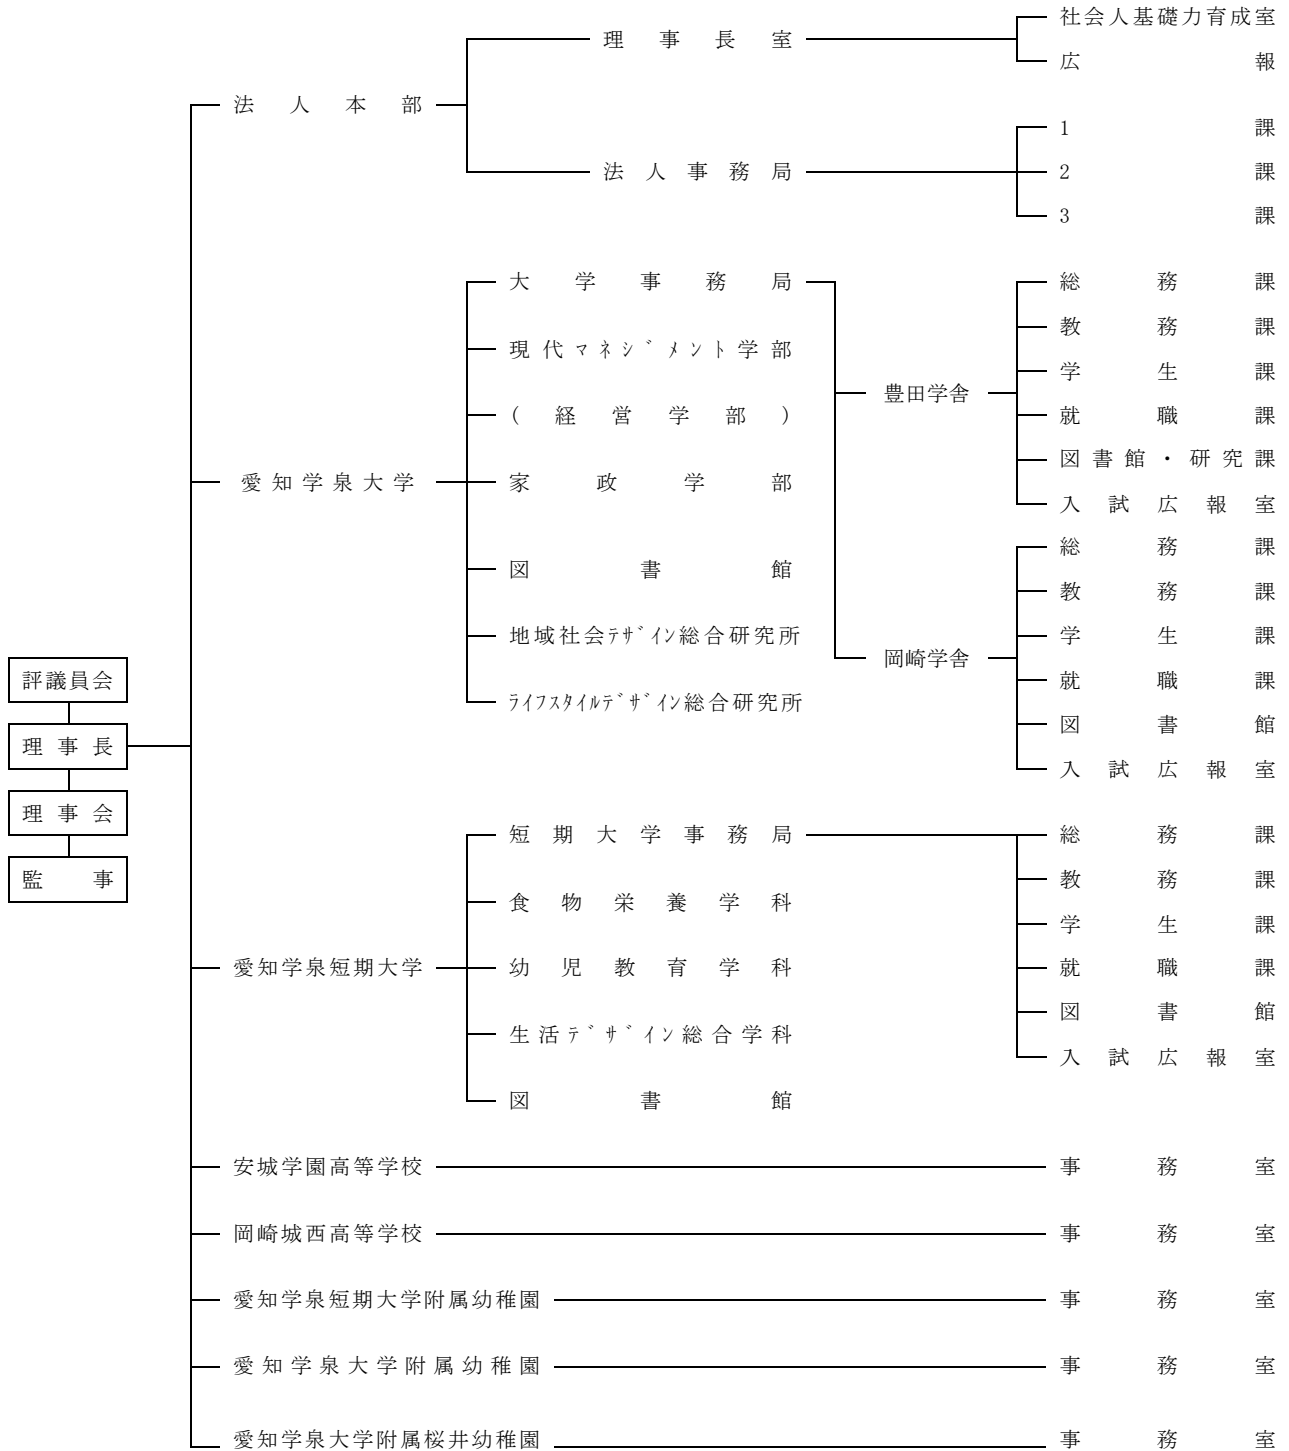 社会人基礎力育成室
理事長室
広報
法人本部
1課
法人事務局
2課
3課
大学事務局
総務課
教務課
現代マネジメント学部
学生課
豊田学舎
(経営学部)
就職課
図書館・研究課
愛知学泉大学
家政学部
入試広報室
総務課
図書館
教務課
地域社会デザイン総合研究所
学生課
岡崎学舎
評議員会
就職課
ライフスタイルデザイン総合研究所
図書館
理事長
入試広報室
理事会
短期大学事務局
総務課
監事
教務課
食物栄養学科
学生課
愛知学泉短期大学
幼児教育学科
就職課
図書館
生活デザイン総合学科
入試広報室
図書館
安城学園高等学校
事務室
岡崎城西高等学校
事務室
愛知学泉短期大学附属幼稚園
事務室
愛知学泉大学附属幼稚園
事務室
愛知学泉大学附属桜井幼稚園
事務室